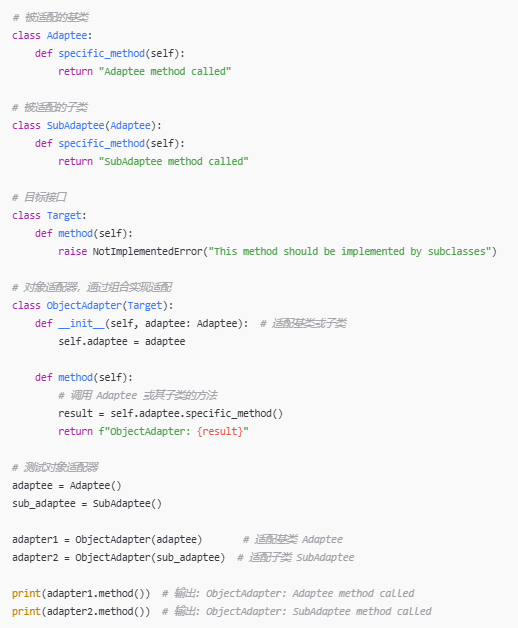 # 被适配的基类
class Adaptee:
    def specific_method(self):
        return "Adaptee method called"

# 被适配的子类
class SubAdaptee(Adaptee):
    def specific_method(self):
        return "SubAdaptee method called"

# 目标接口
class Target:
    def method(self):
        raise NotImplementedError("This method should be implemented by subclasses")

# 对象适配器，通过组合实现适配
class ObjectAdapter(Target):
    def __init__(self, adaptee: Adaptee):  # 适配基类或子类
        self.adaptee = adaptee

    def method(self):
        # 调用 Adaptee 或其子类的方法
        result = self.adaptee.specific_method()
        return f"ObjectAdapter: {result}"

# 测试对象适配器
adaptee = Adaptee()
sub_adaptee = SubAdaptee()

adapter1 = ObjectAdapter(adaptee)       # 适配基类 Adaptee
adapter2 = ObjectAdapter(sub_adaptee)  # 适配子类 SubAdaptee

print(adapter1.method())  # 输出: ObjectAdapter: Adaptee method called
print(adapter2.method())  # 输出: ObjectAdapter: SubAdaptee method called